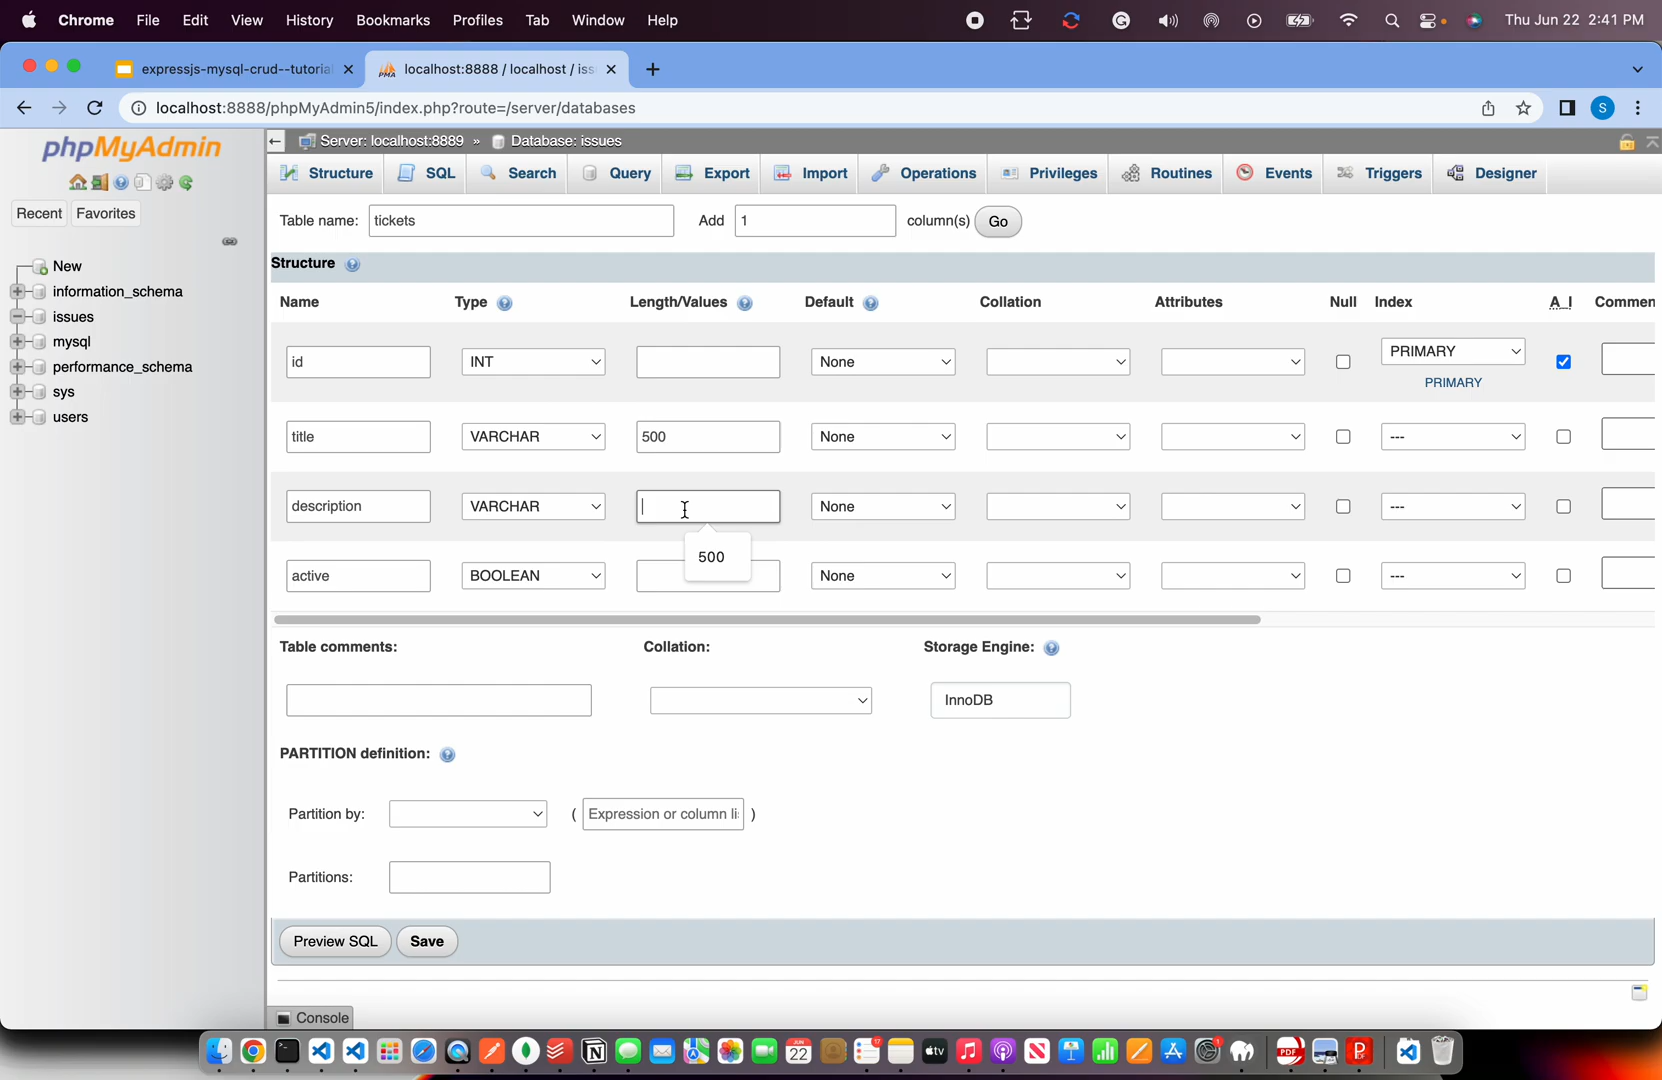 Chrome File Edit View History Bookmarks Profiles Tab Window Help Thu Jun 22 2:41 PM
expressjs-mysql-crud--tutoria localhost:8888 / localhost / iss
localhost:8888/phpMyAdmin5/index.php?route=/server/databases S
phpMyAdmin
Recent Favorites
New
information_schema
issues
mysql
performance_schema
sys
users
Server: localhost:8889 » Database: issues
Structure SQL Search Query Export Import Operations Privileges Routines Events Triggers Designer
Table name: tickets Add 1 column(s) Go
Structure
Name Type Length/Values Default Collation Attributes Null Index A_I Commen
id INT None PRIMARY
PRIMARY
title VARCHAR 500 None ---
description VARCHAR None ---
500
active BOOLEAN None ---
Table comments: Collation: Storage Engine:
InnoDB
PARTITION definition:
Partition by: ( Expression or column li )
Partitions:
Preview SQL Save
Console